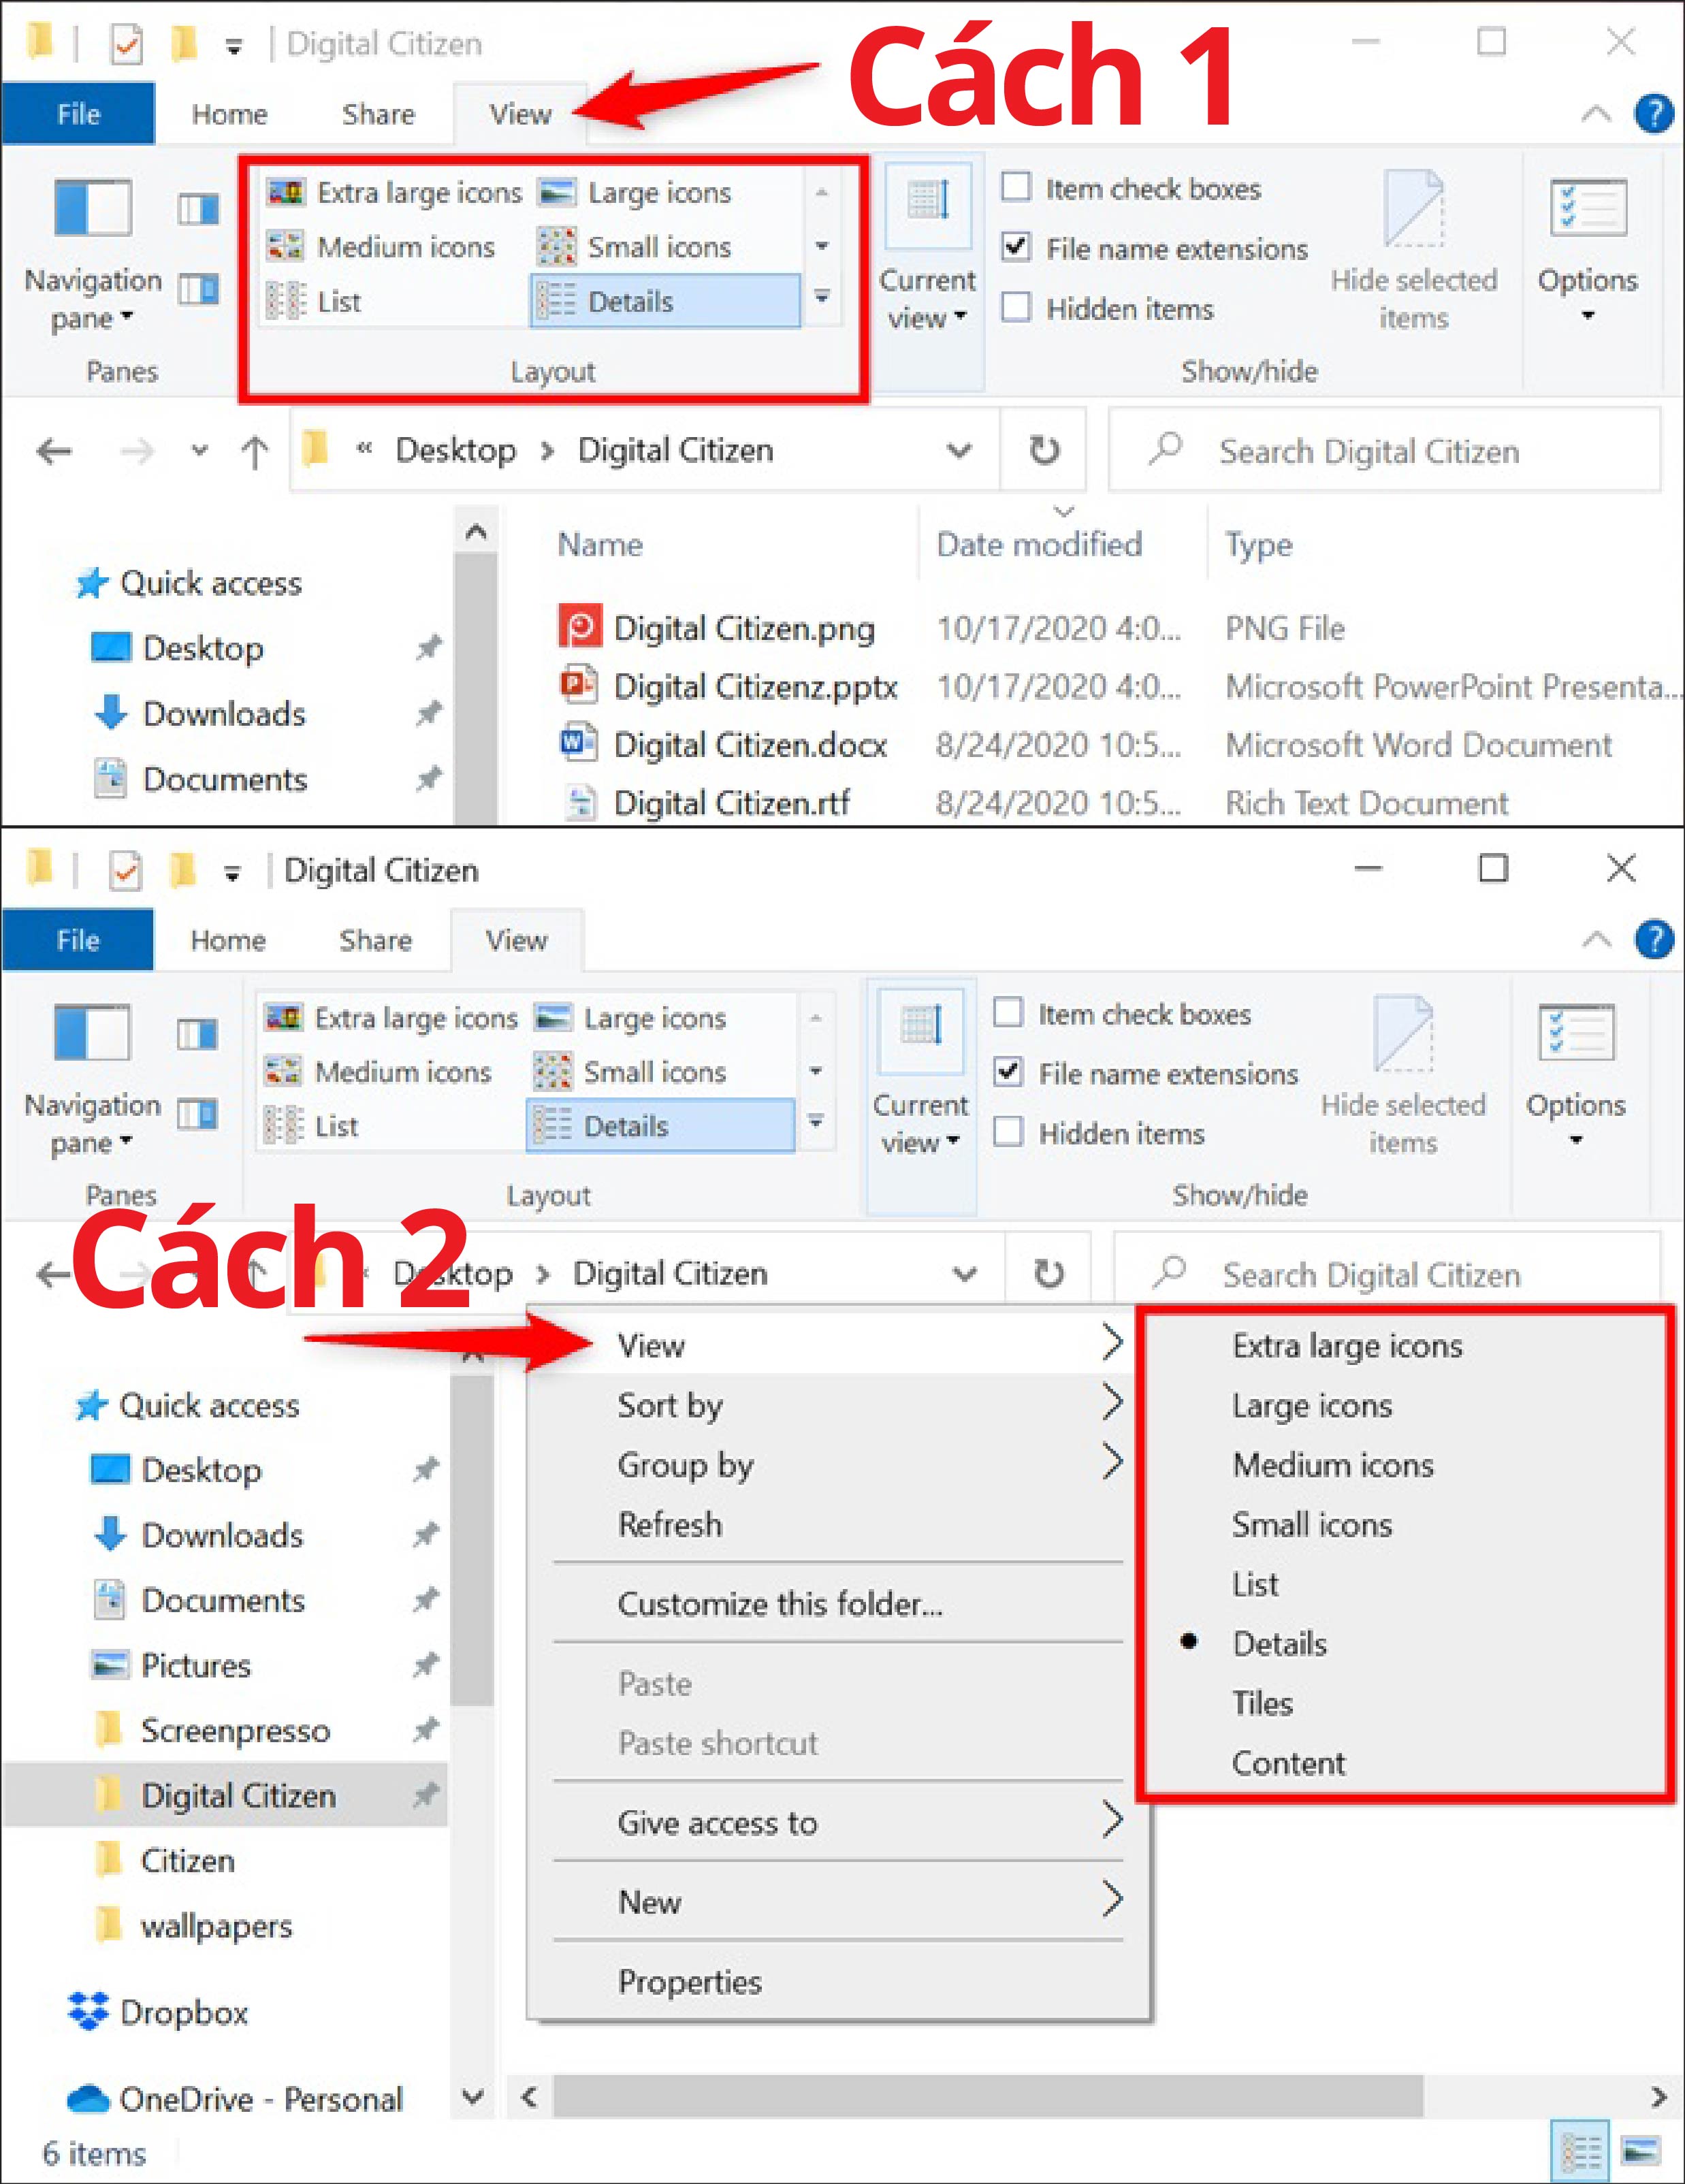 Digital Citizen
Cách 1
File Home Share View
Extra large icons Large icons
Medium icons Small icons
List Details
Navigation pane
Panes
Layout
Current view
Item check boxes
File name extensions
Hidden items
Hide selected items
Show/hide
Options
« Desktop > Digital Citizen
Search Digital Citizen
Quick access
Desktop
Downloads
Documents
Name Date modified Type
Digital Citizen.png 10/17/2020 4:0... PNG File
Digital Citizenz.pptx 10/17/2020 4:0... Microsoft PowerPoint Presenta...
Digital Citizen.docx 8/24/2020 10:5... Microsoft Word Document
Digital Citizen.rtf 8/24/2020 10:5... Rich Text Document
Digital Citizen
File Home Share View
Extra large icons Large icons
Medium icons Small icons
List Details
Navigation pane
Panes
Layout
Current view
Item check boxes
File name extensions
Hidden items
Hide selected items
Show/hide
Options
Cách 2
« Desktop > Digital Citizen
Search Digital Citizen
Quick access
Desktop
Downloads
Documents
Pictures
Screenpresso
Digital Citizen
Citizen
wallpapers
Dropbox
OneDrive - Personal
View
Sort by
Group by
Refresh
Customize this folder...
Paste
Paste shortcut
Give access to
New
Properties
Extra large icons
Large icons
Medium icons
Small icons
List
Details
Tiles
Content
6 items